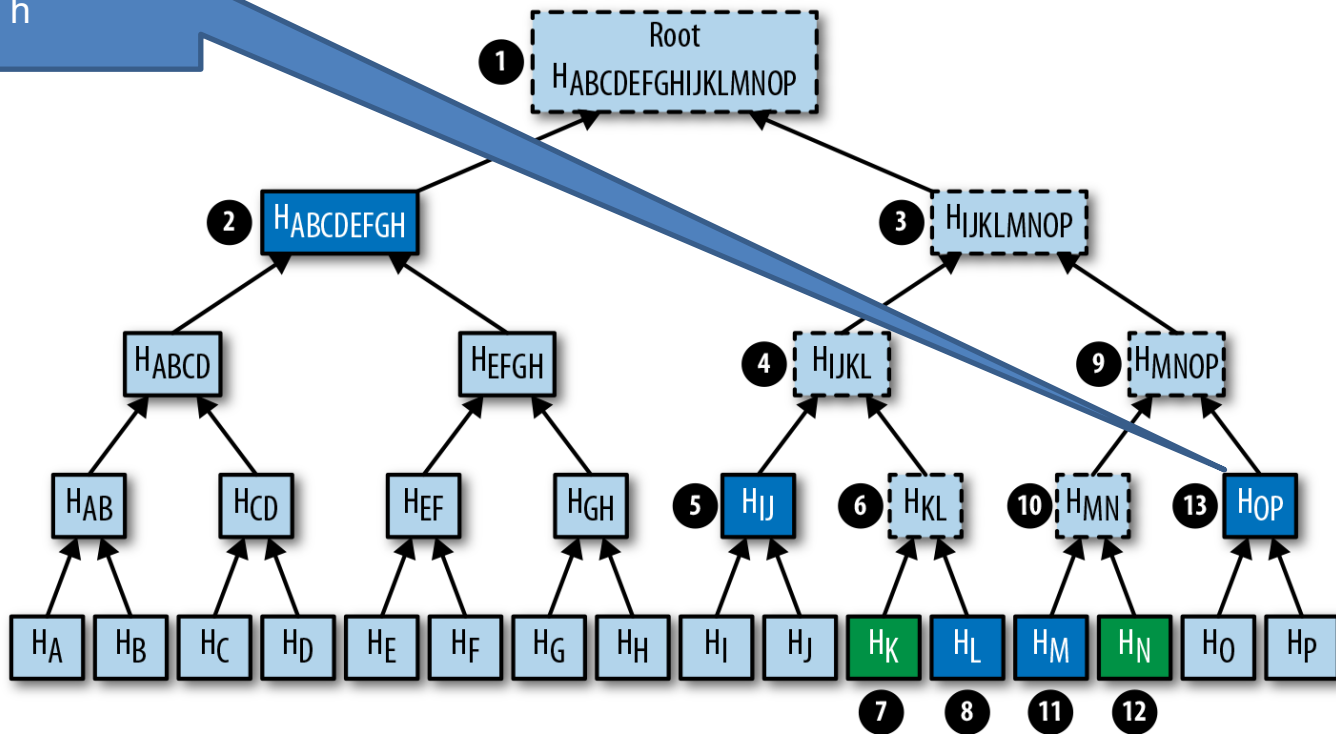 h
1 Root
HABCDEFGHIJKLMNOP
2 HABCDEFGH 3 HIJKLMNOP
HABCD HEFGH 4 HIJKL 9 HMNOP
HAB HCD HEF HGH 5 HIJ 6 HKL 10 HMN 13 HOP
HA HB HC HD HE HF HG HH HI HJ HK HL HM HN HO HP
7 8 11 12